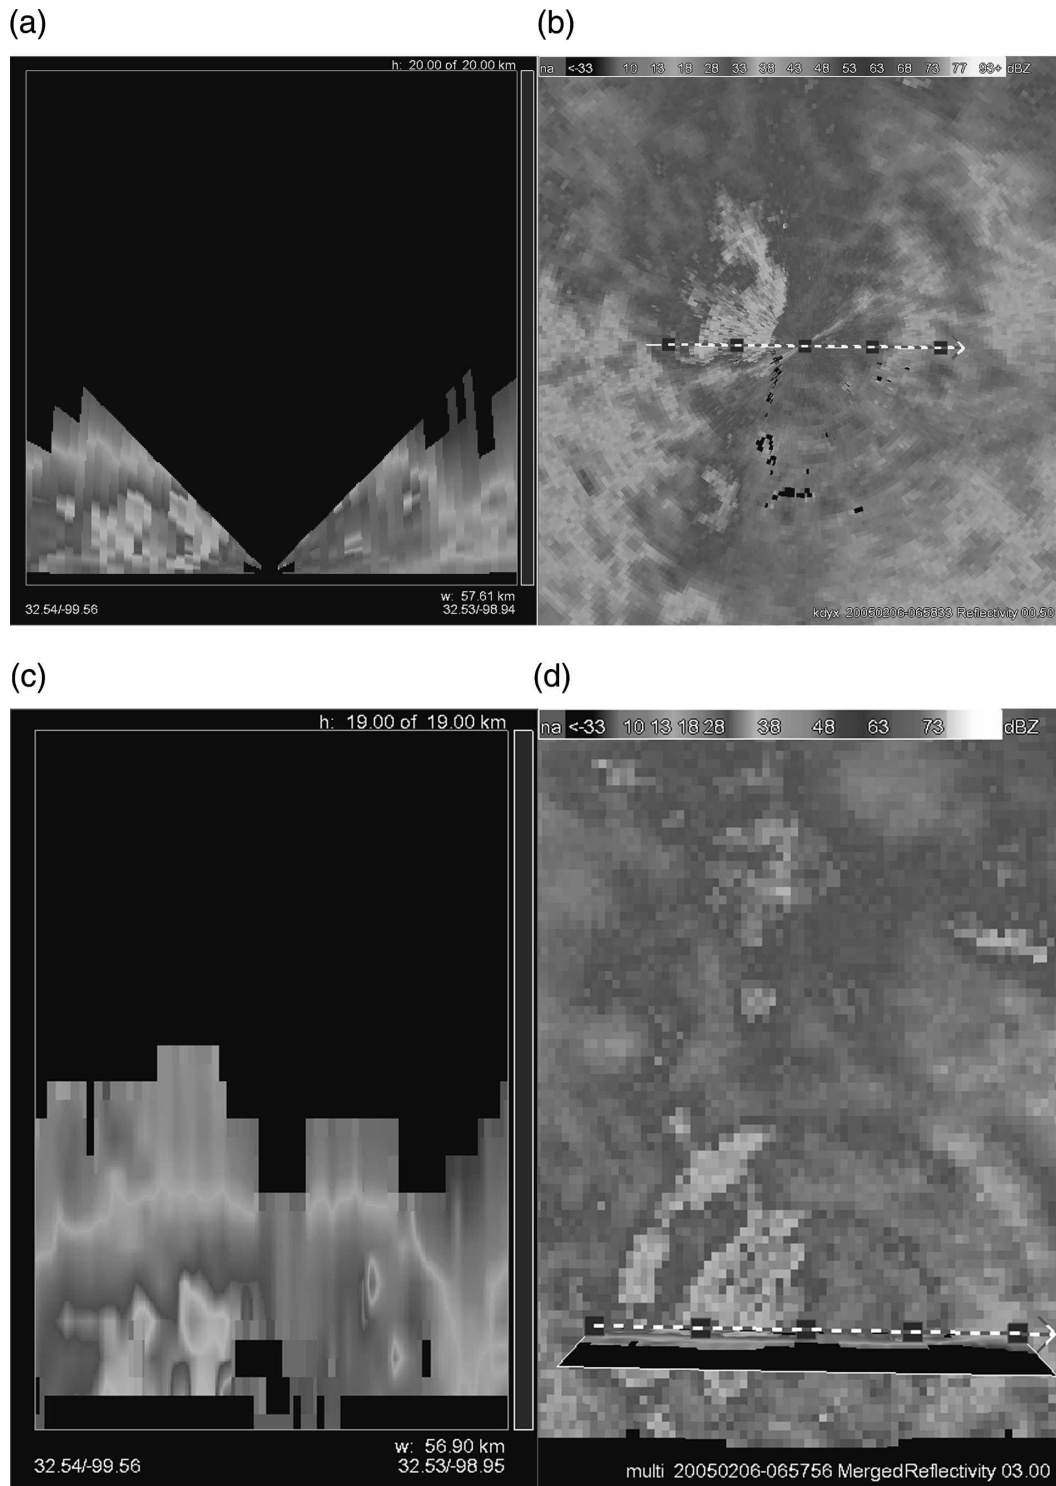 (a)
(b)
h: 20.00 of 20.00 km
w: 57.61 km
32.54/-99.56
32.53/-98.94
na <-33 10 13 18 28 33 38 43 48 53 63 68 73 77 93+ dBZ
kdyx 20050206-065833 Reflectivity 00.50
(c)
(d)
h: 19.00 of 19.00 km
w: 56.90 km
32.54/-99.56
32.53/-98.95
na <-33 10 13 18 28 38 48 63 73 dBZ
multi 20050206-065756 MergedReflectivity 03.00